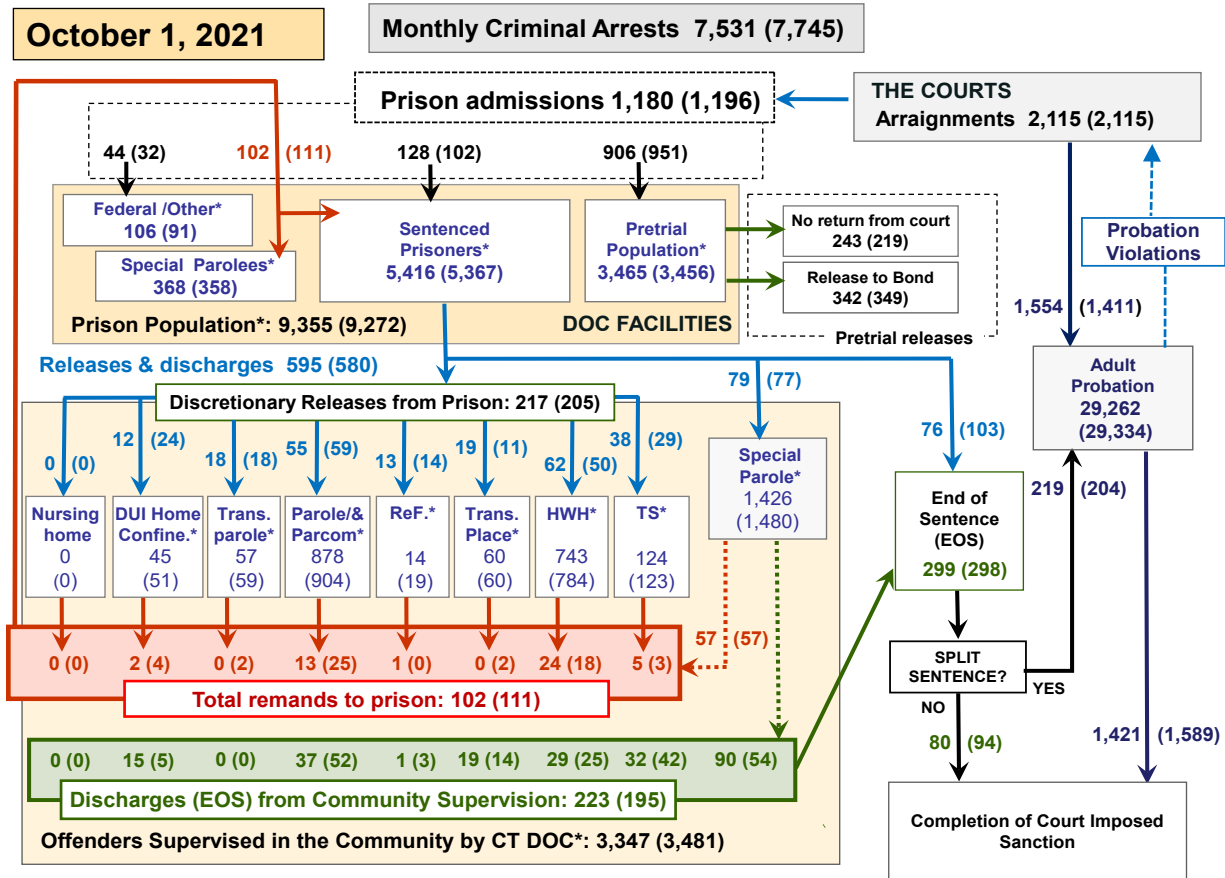 October 1, 2021
Monthly Criminal Arrests 7,531 (7,745)
Prison admissions 1,180 (1,196)
THE COURTS
Arraignments 2,115 (2,115)
44 (32)
102 (111)
128 (102)
906 (951)
Federal /Other*
106 (91)
Special Parolees*
368 (358)
Sentenced
Prisoners*
5,416 (5,367)
Pretrial
Population*
3,465 (3,456)
No return from court
243 (219)
Release to Bond
342 (349)
Pretrial releases
Probation
Violations
Prison Population*: 9,355 (9,272)
DOC FACILITIES
1,554 (1,411)
Releases & discharges 595 (580)
79 (77)
Adult
Probation
29,262
(29,334)
Discretionary Releases from Prison: 217 (205)
0 (0)
12 (24)
18 (18)
55 (59)
13 (14)
19 (11)
62 (50)
38 (29)
76 (103)
219 (204)
Nursing
home
0
(0)
DUI Home
Confine.*
45
(51)
Trans.
parole*
57
(59)
Parole/&
Parcom*
878
(904)
ReF.*
14
(19)
Trans.
Place*
60
(60)
HWH*
743
(784)
TS*
124
(123)
Special
Parole*
1,426
(1,480)
End of
Sentence
(EOS)
299 (298)
57 (57)
0 (0) 2 (4) 0 (2) 13 (25) 1 (0) 0 (2) 24 (18) 5 (3)
Total remands to prison: 102 (111)
SPLIT
SENTENCE?
YES
NO
80 (94)
1,421 (1,589)
0 (0) 15 (5) 0 (0) 37 (52) 1 (3) 19 (14) 29 (25) 32 (42) 90 (54)
Discharges (EOS) from Community Supervision: 223 (195)
Offenders Supervised in the Community by CT DOC*: 3,347 (3,481)
Completion of Court Imposed
Sanction